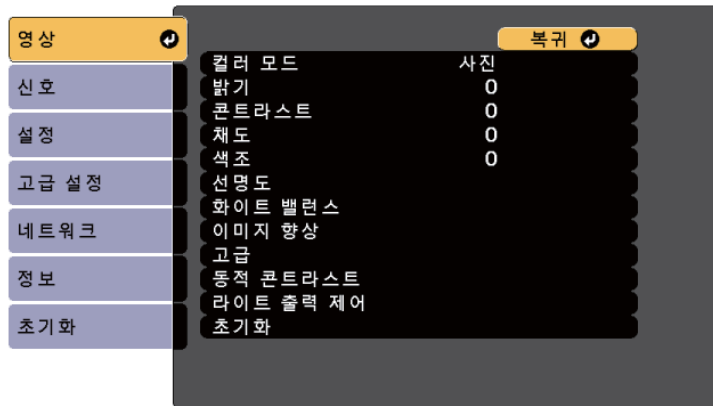 영상
신호
설정
고급 설정
네트워크
정보
초기화
복귀
컬러 모드 사진
밝기 0
콘트라스트 0
채도 0
색조 0
선명도
화이트 밸런스
이미지 향상
고급
동적 콘트라스트
라이트 출력 제어
초기화